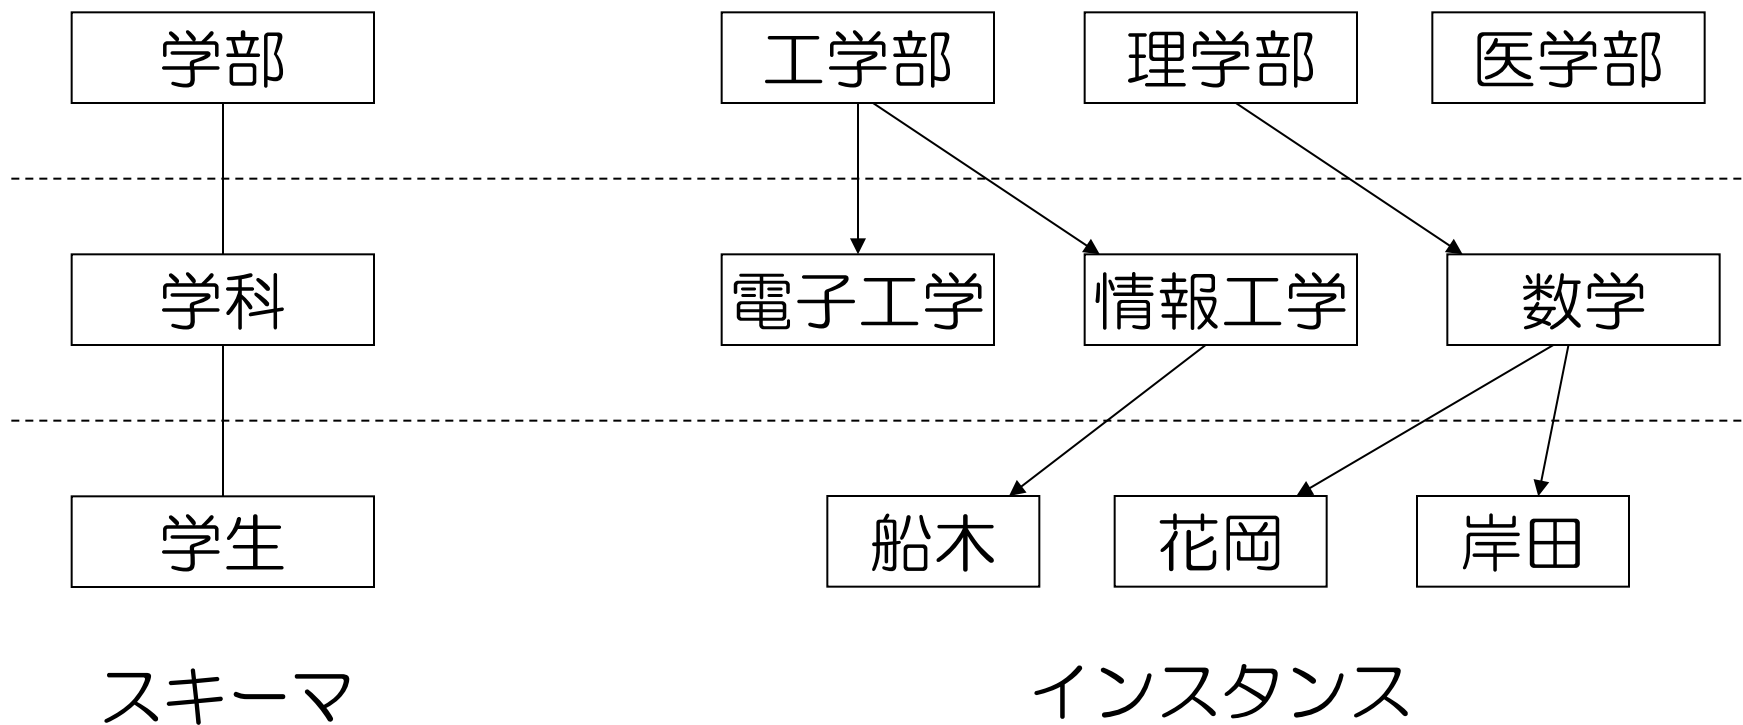 学部 工学部 理学部 医学部
学科 電子工学 情報工学 数学
学生 船木 花岡 岸田
スキーマ インスタンス